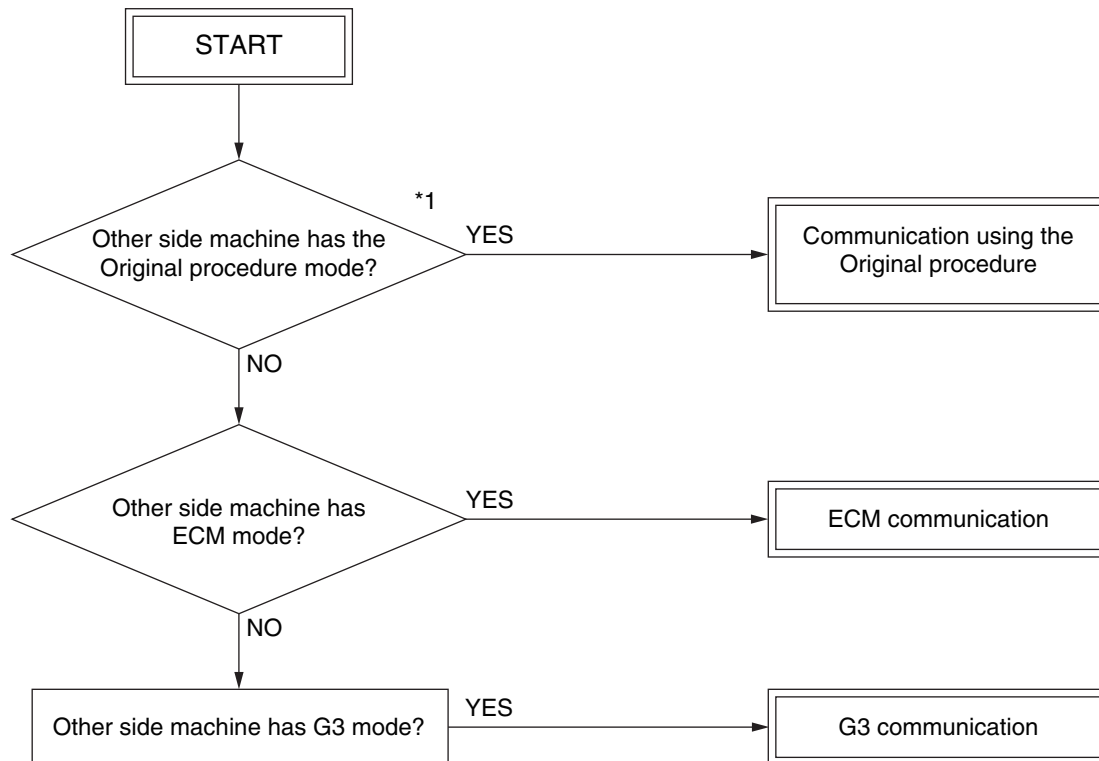 START
*1
Other side machine has the
Original procedure mode?
YES
Communication using the
Original procedure
NO
Other side machine has
ECM mode?
YES
ECM communication
NO
Other side machine has G3 mode?
YES
G3 communication